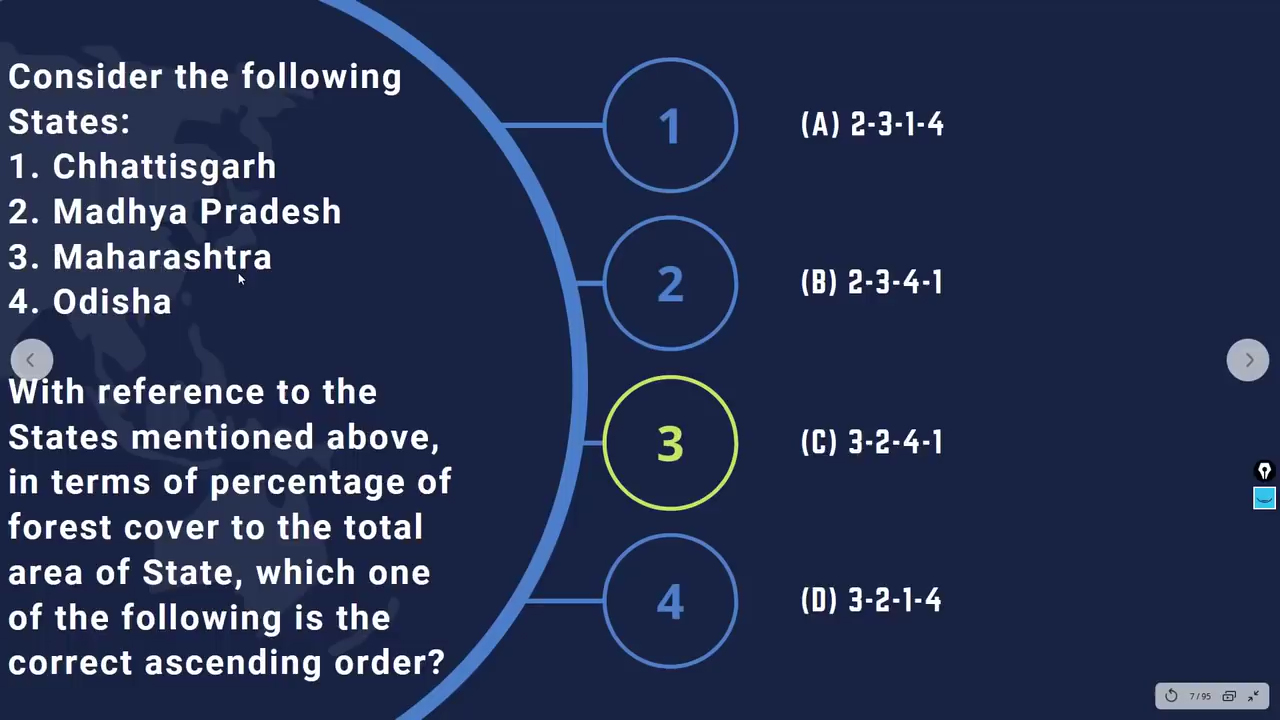 Consider the following
States:
1. Chhattisgarh
2. Madhya Pradesh
3. Maharashtra
4. Odisha
With reference to the
States mentioned above,
in terms of percentage of
forest cover to the total
area of State, which one
of the following is the
correct ascending order?
1
(A) 2-3-1-4
2
(B) 2-3-4-1
3
(C) 3-2-4-1
4
(D) 3-2-1-4
7 / 95